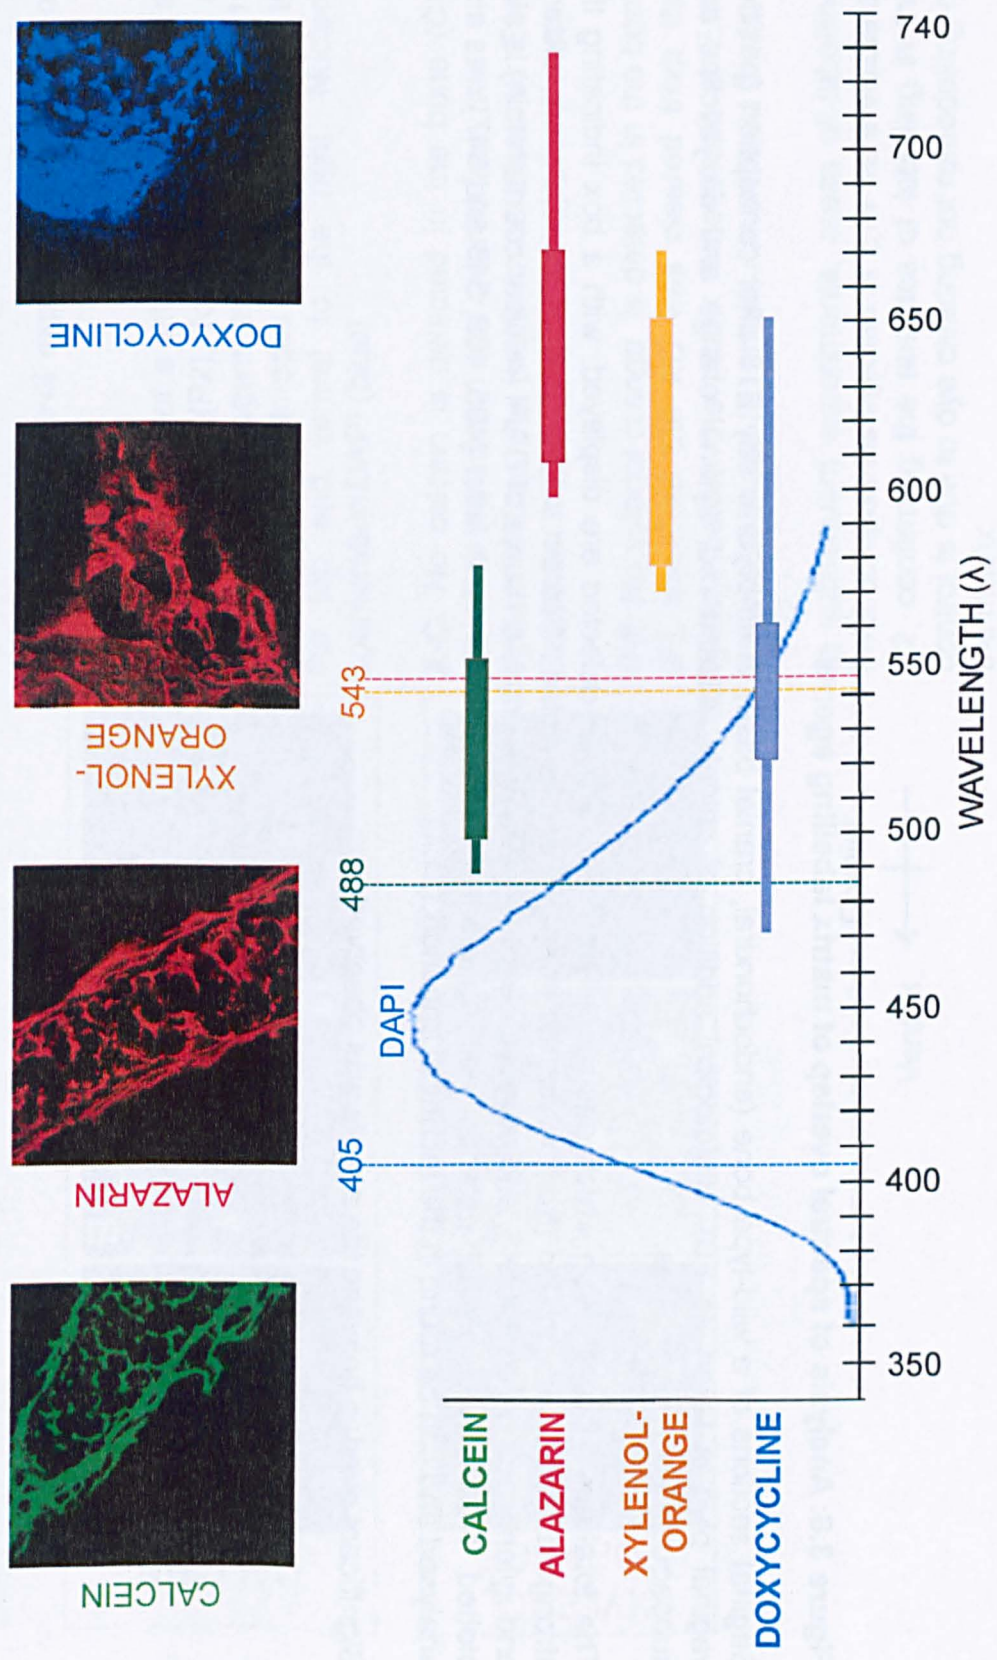 CALCEIN
ALAZARIN
XYLENOL-
ORANGE
DOXYCYCLINE
405
488
543
DAPI
CALCEIN
ALAZARIN
XYLENOL-
ORANGE
DOXYCYCLINE
350 400 450 500 550 600 650 700 740
WAVELENGTH (λ)